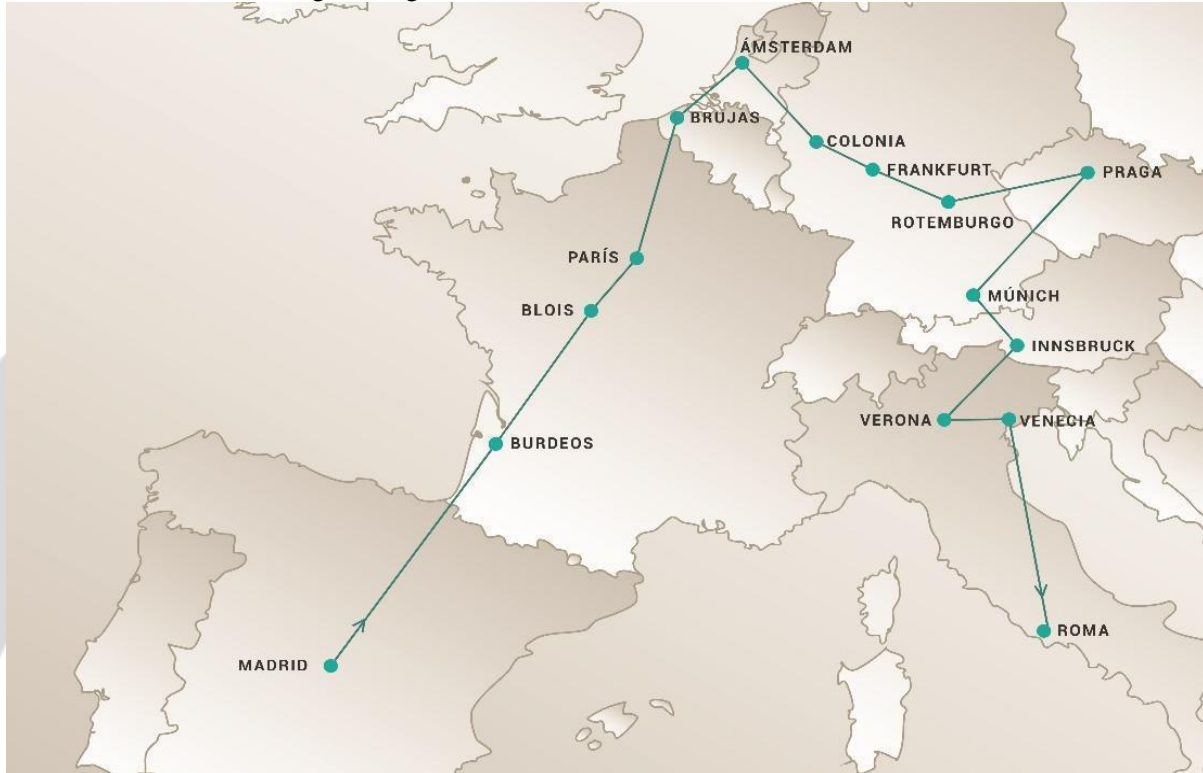 ÁMSTERDAM
BRUJAS
COLONIA
FRANKFURT
PRAGA
ROTEMBURGO
PARÍS
MÚNICH
BLOIS
INNSBRUCK
VERONA
VENECIA
BURDEOS
ROMA
MADRID